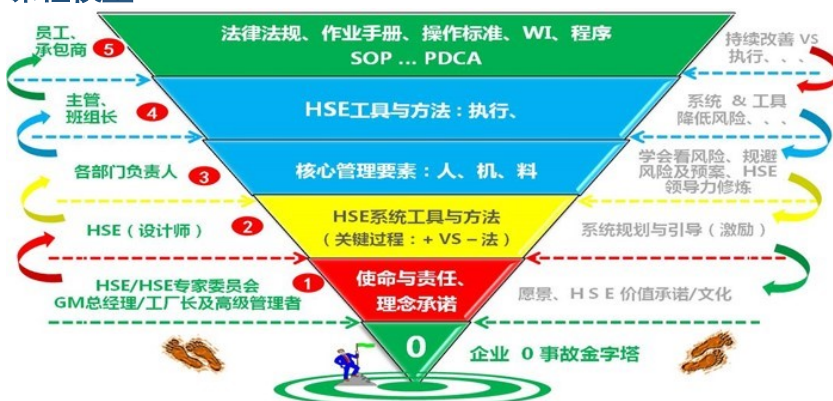 员工、
承包商
5
法律法规、作业手册、操作标准、WI、程序
SOP ... PDCA
持续改善 VS
执行、、、
主管、
班组长
4
HSE工具与方法：执行、
系统 & 工具
降低风险、、、
各部门负责人
3
核心管理要素：人、机、料
学会看风险、规避
风险及预案、HSE
领导力修炼
HSE（设计师）
2
HSE系统工具与方法
（关键过程：+ VS – 法）
系统规划与引导（激励）
HSE/HSE专家委员会
GM总经理/工厂长及高级管理者
1
使命与责任、
理念承诺
愿景、HSE 价值承诺/文化
0
企业 0 事故金字塔